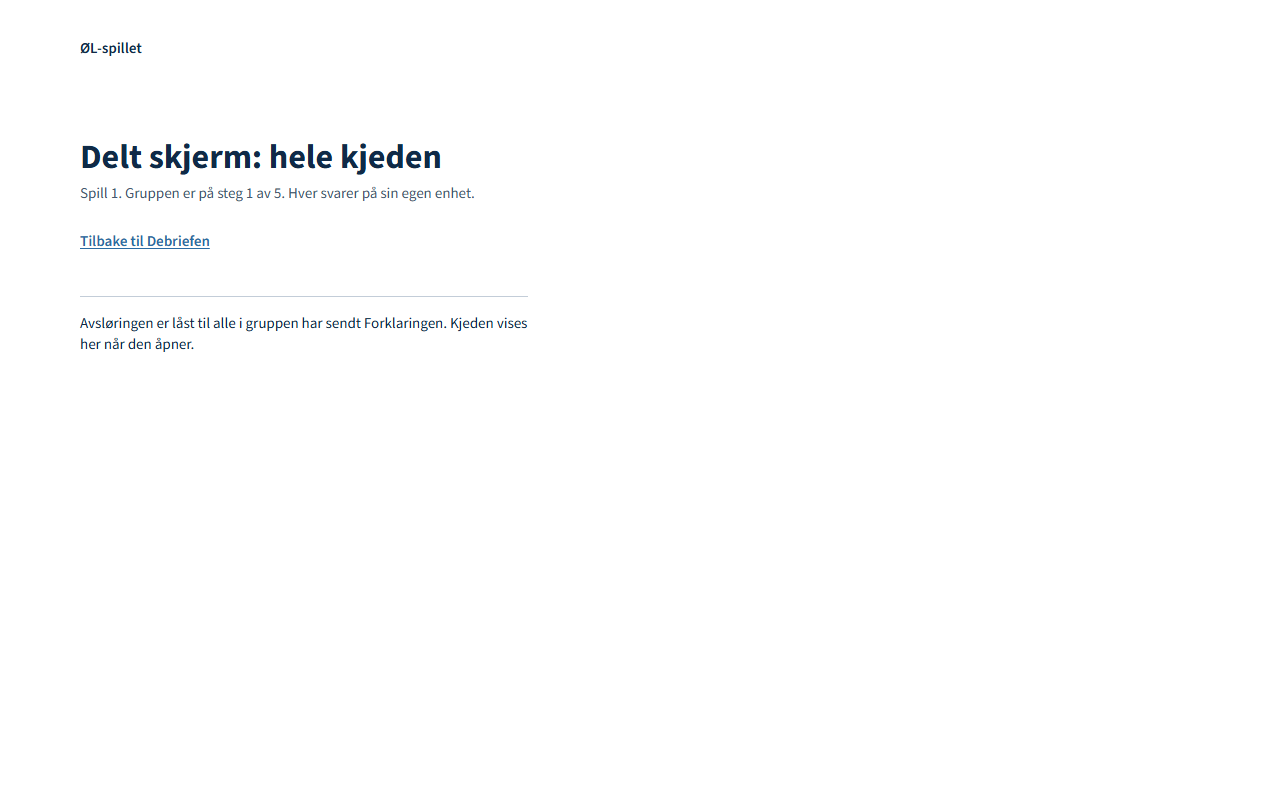 ØL-spillet
Delt skjerm: hele kjeden
Spill 1. Gruppen er på steg 1 av 5. Hver svarer på sin egen enhet.
Tilbake til Debriefen
Avsløringen er låst til alle i gruppen har sendt Forklaringen. Kjeden vises
her når den åpner.